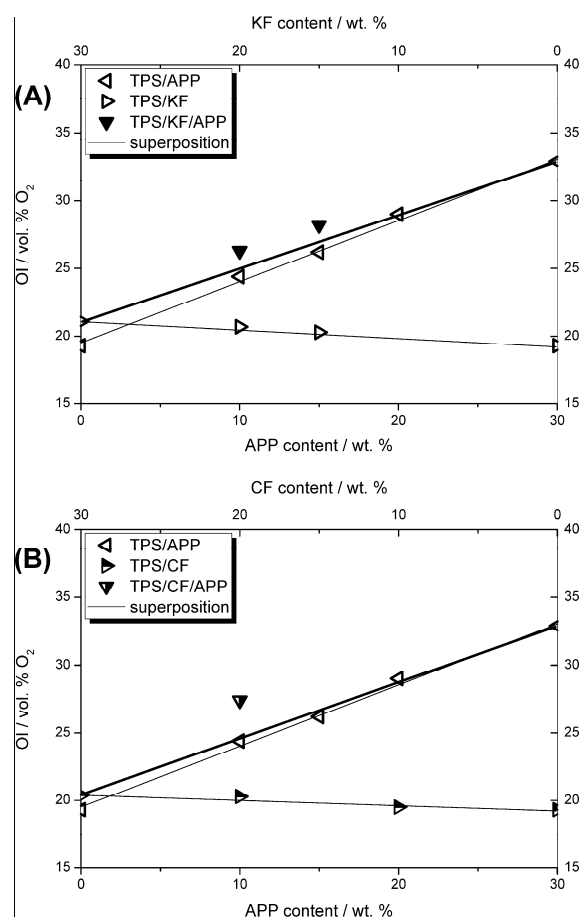 KF content / wt. %
30 20 10 0
(A)
40 40
TPS/APP
TPS/KF
TPS/KF/APP
superposition
35 35
30 30
25 25
20 20
15 15
OI / vol. % O₂
0 10 20 30
APP content / wt. %
CF content / wt. %
30 20 10 0
(B)
40 40
TPS/APP
TPS/CF
TPS/CF/APP
superposition
35 35
30 30
25 25
20 20
15 15
OI / vol. % O₂
0 10 20 30
APP content / wt. %